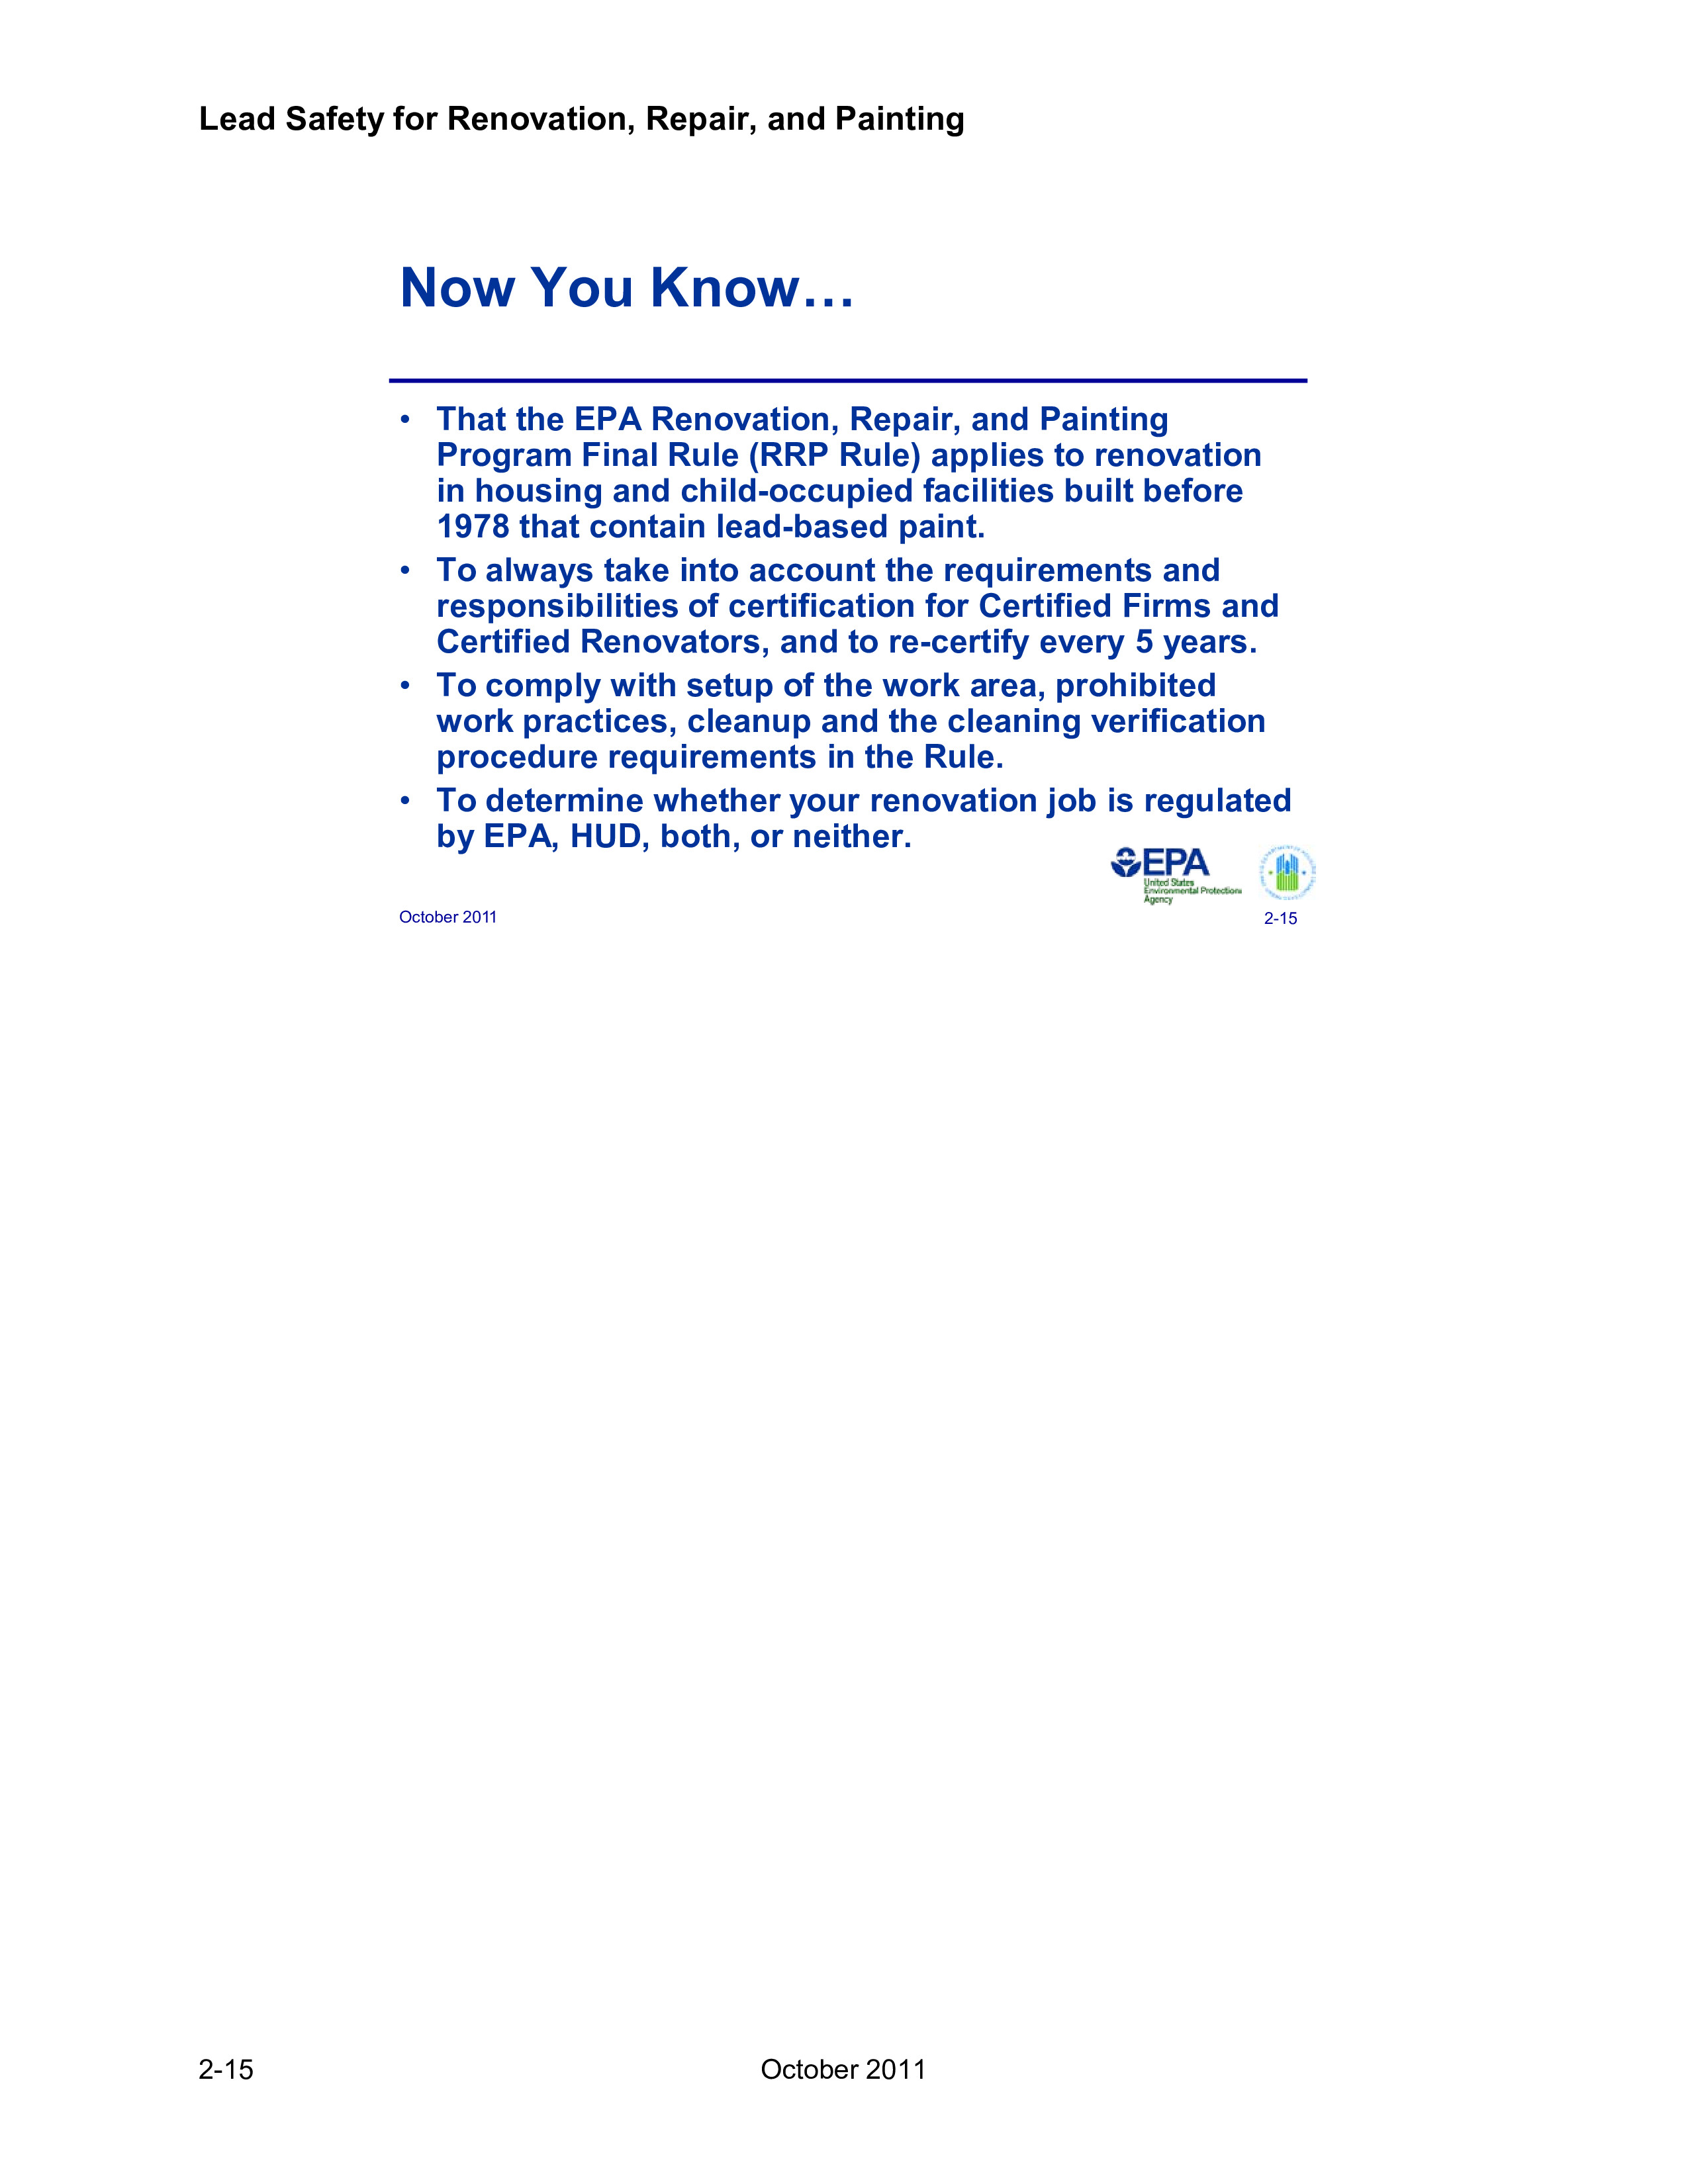 Lead Safety for Renovation, Repair, and Painting
Now You Know…
• That the EPA Renovation, Repair, and Painting
Program Final Rule (RRP Rule) applies to renovation
in housing and child-occupied facilities built before
1978 that contain lead-based paint.
• To always take into account the requirements and
responsibilities of certification for Certified Firms and
Certified Renovators, and to re-certify every 5 years.
• To comply with setup of the work area, prohibited
work practices, cleanup and the cleaning verification
procedure requirements in the Rule.
• To determine whether your renovation job is regulated
by EPA, HUD, both, or neither.
EPA
United States
Environmental Protection
Agency
October 2011
2-15
2-15
October 2011